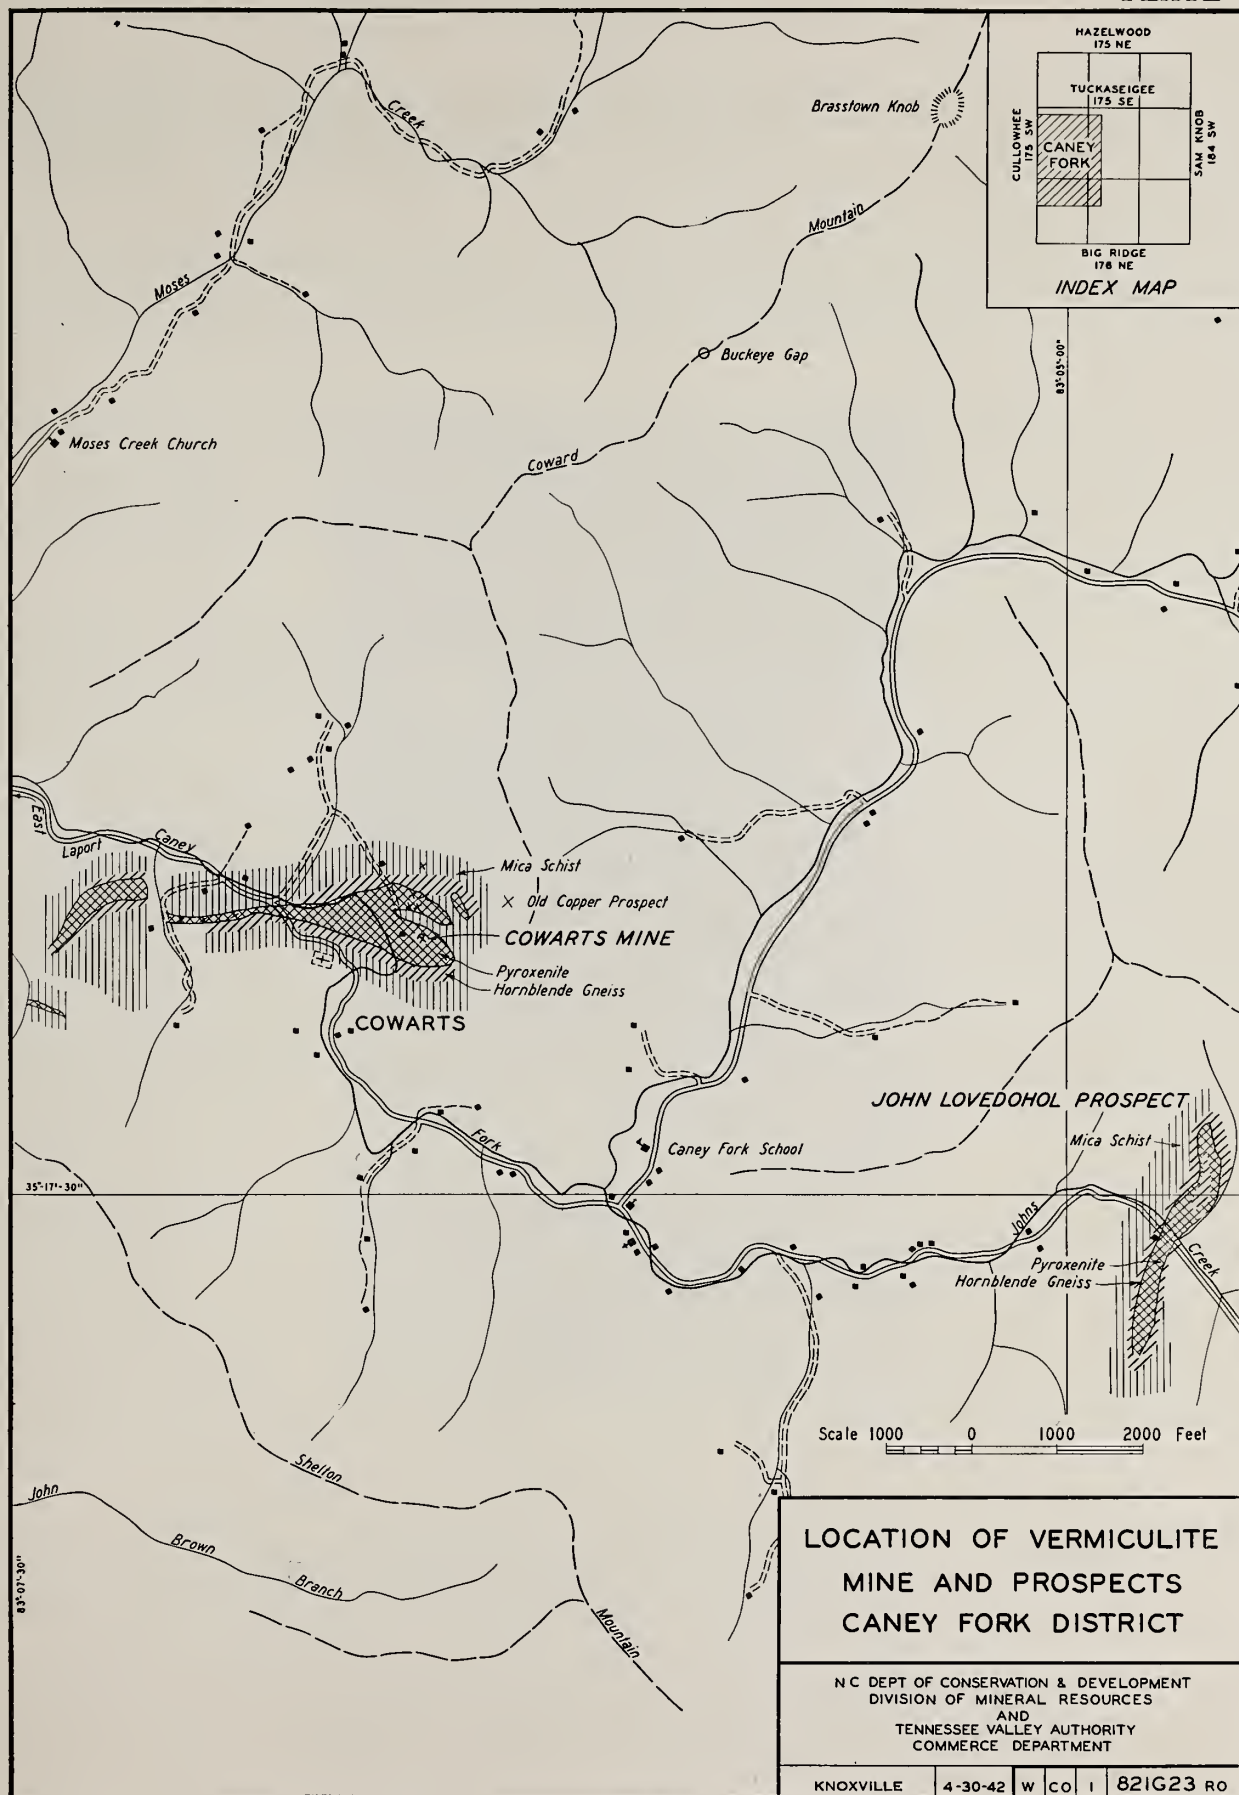 HAZELWOOD
175 NE
TUCKASEIGEE
175 SE
CULLOWHEE
175 SW
CANEY
FORK
SAM KNOB
184 SW
BIG RIDGE
176 NE
INDEX MAP
Creek
Brasstown Knob
Mountain
Moses
Buckeye Gap
83°-05'-00"
Moses Creek Church
Coward
East
Laport
Caney
Mica Schist
× Old Copper Prospect
COWARTS MINE
Pyroxenite
Hornblende Gneiss
COWARTS
JOHN LOVEDOHOL PROSPECT
Mica Schist
Fork
Caney Fork School
35°-17'-30"
Johns
Creek
Pyroxenite
Hornblende Gneiss
Scale 1000 0 1000 2000 Feet
Shelton
John
Brown
Branch
Mountain
83°-07'-30"
LOCATION OF VERMICULITE
MINE AND PROSPECTS
CANEY FORK DISTRICT
N C DEPT OF CONSERVATION & DEVELOPMENT
DIVISION OF MINERAL RESOURCES
AND
TENNESSEE VALLEY AUTHORITY
COMMERCE DEPARTMENT
KNOXVILLE 4-30-42 W CO 1 821G23 RO